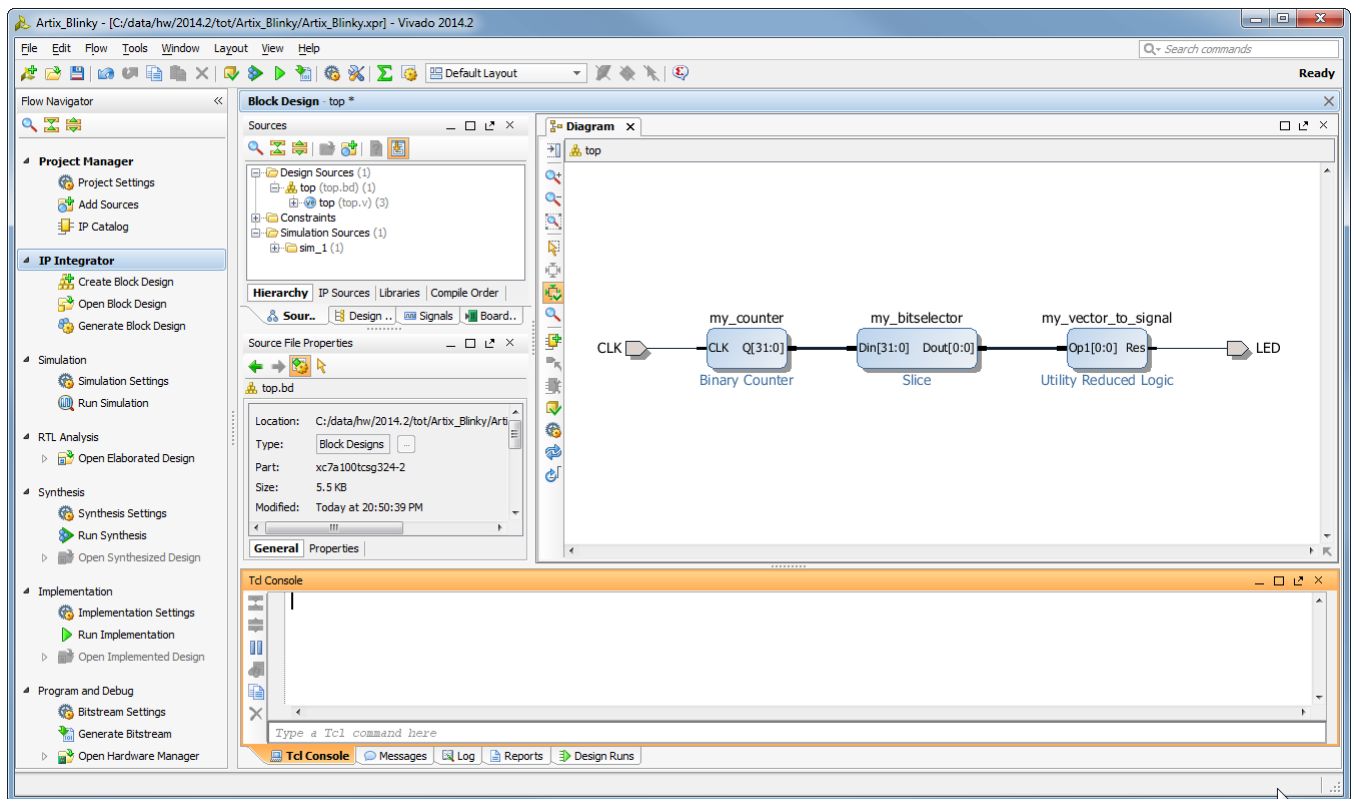 Artix_Blinky - [C:/data/hw/2014.2/tot/Artix_Blinky/Artix_Blinky.xpr] - Vivado 2014.2
File Edit Flow Tools Window Layout View Help
Search commands
Default Layout
Ready
Flow Navigator
Project Manager
Project Settings
Add Sources
IP Catalog
IP Integrator
Create Block Design
Open Block Design
Generate Block Design
Simulation
Simulation Settings
Run Simulation
RTL Analysis
Open Elaborated Design
Synthesis
Synthesis Settings
Run Synthesis
Open Synthesized Design
Implementation
Implementation Settings
Run Implementation
Open Implemented Design
Program and Debug
Bitstream Settings
Generate Bitstream
Open Hardware Manager
Block Design - top *
Sources
Design Sources (1)
top (top.bd) (1)
top (top.v) (3)
Constraints
Simulation Sources (1)
sim_1 (1)
Hierarchy IP Sources Libraries Compile Order
Sour.. Design .. Signals Board..
Source File Properties
top.bd
Location: C:/data/hw/2014.2/tot/Artix_Blinky/Arti
Type: Block Designs ...
Part: xc7a100tcsg324-2
Size: 5.5 KB
Modified: Today at 20:50:39 PM
General Properties
Diagram
top
my_counter my_bitselector my_vector_to_signal
CLK CLK Q[31:0] Din[31:0] Dout[0:0] Op1[0:0] Res LED
Binary Counter Slice Utility Reduced Logic
Tcl Console
Type a Tcl command here
Tcl Console Messages Log Reports Design Runs